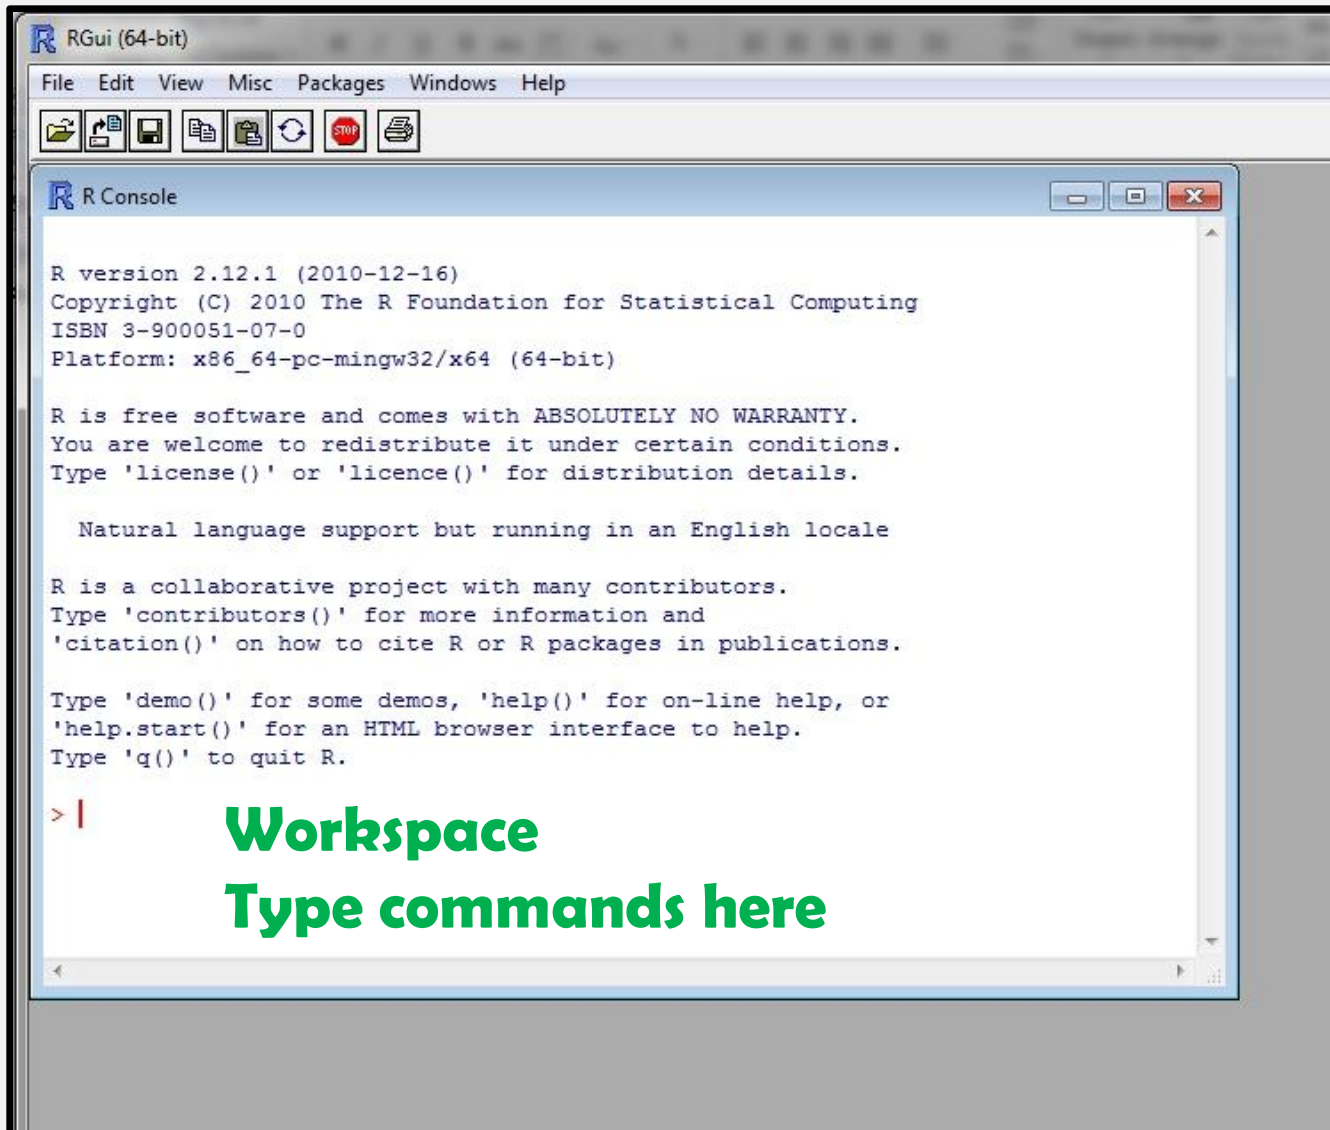 RGui (64-bit)
File Edit View Misc Packages Windows Help
STOP
R Console
R version 2.12.1 (2010-12-16)
Copyright (C) 2010 The R Foundation for Statistical Computing
ISBN 3-900051-07-0
Platform: x86_64-pc-mingw32/x64 (64-bit)
R is free software and comes with ABSOLUTELY NO WARRANTY.
You are welcome to redistribute it under certain conditions.
Type 'license()' or 'licence()' for distribution details.
Natural language support but running in an English locale
R is a collaborative project with many contributors.
Type 'contributors()' for more information and
'citation()' on how to cite R or R packages in publications.
Type 'demo()' for some demos, 'help()' for on-line help, or
'help.start()' for an HTML browser interface to help.
Type 'q()' to quit R.
>
Workspace
Type commands here